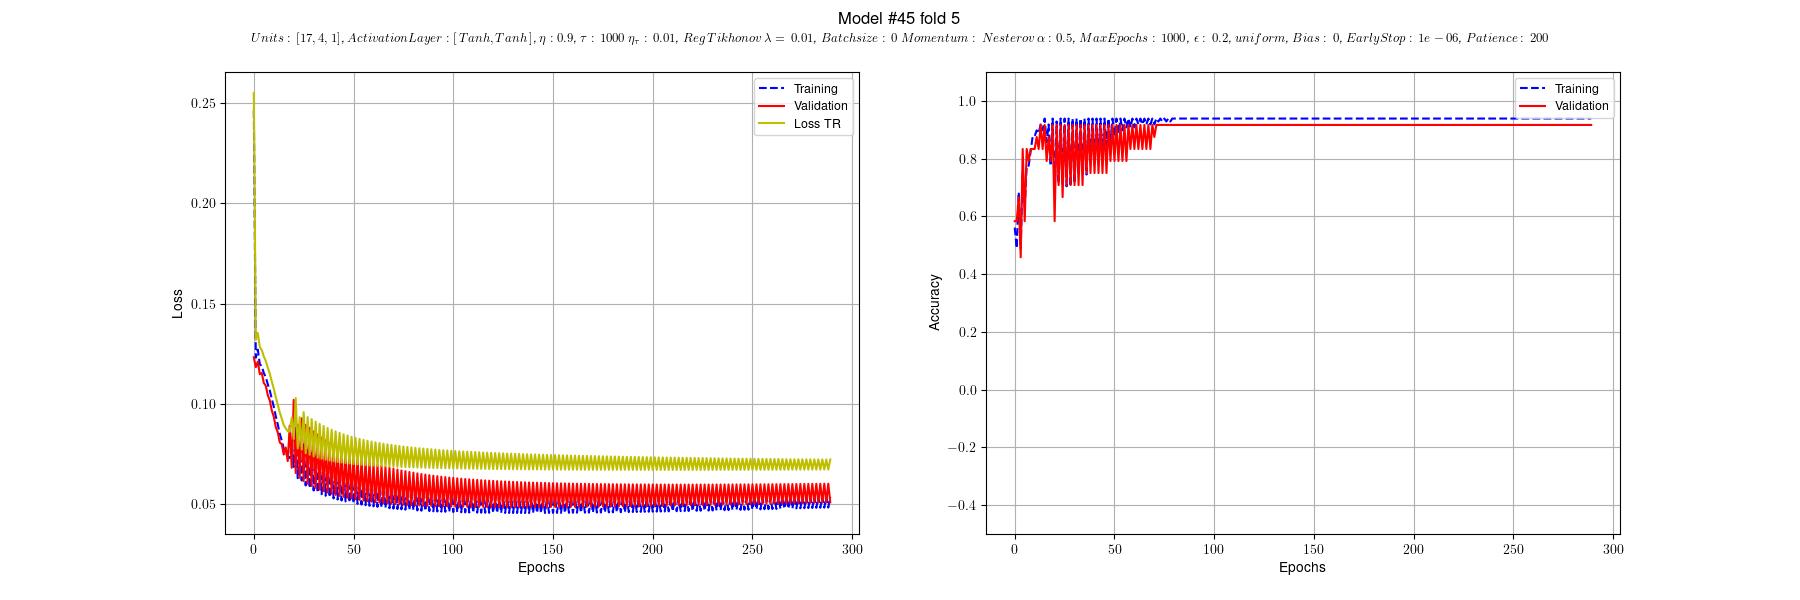 Model #45 fold 5
Units : [17, 4, 1], ActivationLayer : [ Tanh, Tanh ], η : 0.9, τ : 1000 ητ : 0.01, RegTikhonov λ = 0.01, Batchsize : 0 Momentum : Nesterov α : 0.5, MaxEpochs : 1000, ϵ : 0.2, uniform, Bias : 0, EarlyStop : 1e − 06, Patience : 200
Training
Validation
Loss TR
0.25
0.20
0.15
0.10
0.05
Loss
0 50 100 150 200 250 300
Epochs
Training
Validation
1.0
0.8
0.6
0.4
0.2
0.0
−0.2
−0.4
Accuracy
0 50 100 150 200 250 300
Epochs